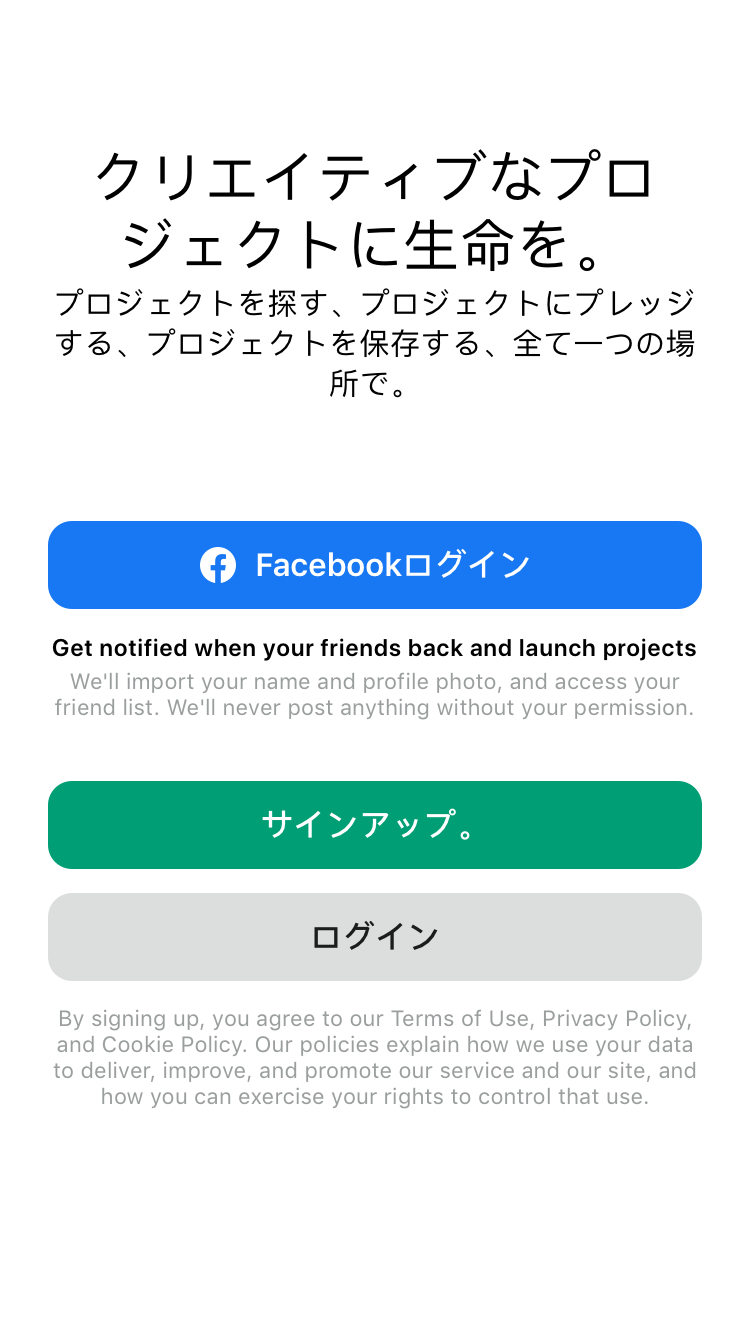 クリエイティブなプロ
ジェクトに生命を。
プロジェクトを探す、プロジェクトにプレッジ
する、プロジェクトを保存する、全て一つの場
所で。
Facebookログイン
Get notified when your friends back and launch projects
We'll import your name and profile photo, and access your
friend list. We'll never post anything without your permission.
サインアップ。
ログイン
By signing up, you agree to our Terms of Use, Privacy Policy,
and Cookie Policy. Our policies explain how we use your data
to deliver, improve, and promote our service and our site, and
how you can exercise your rights to control that use.